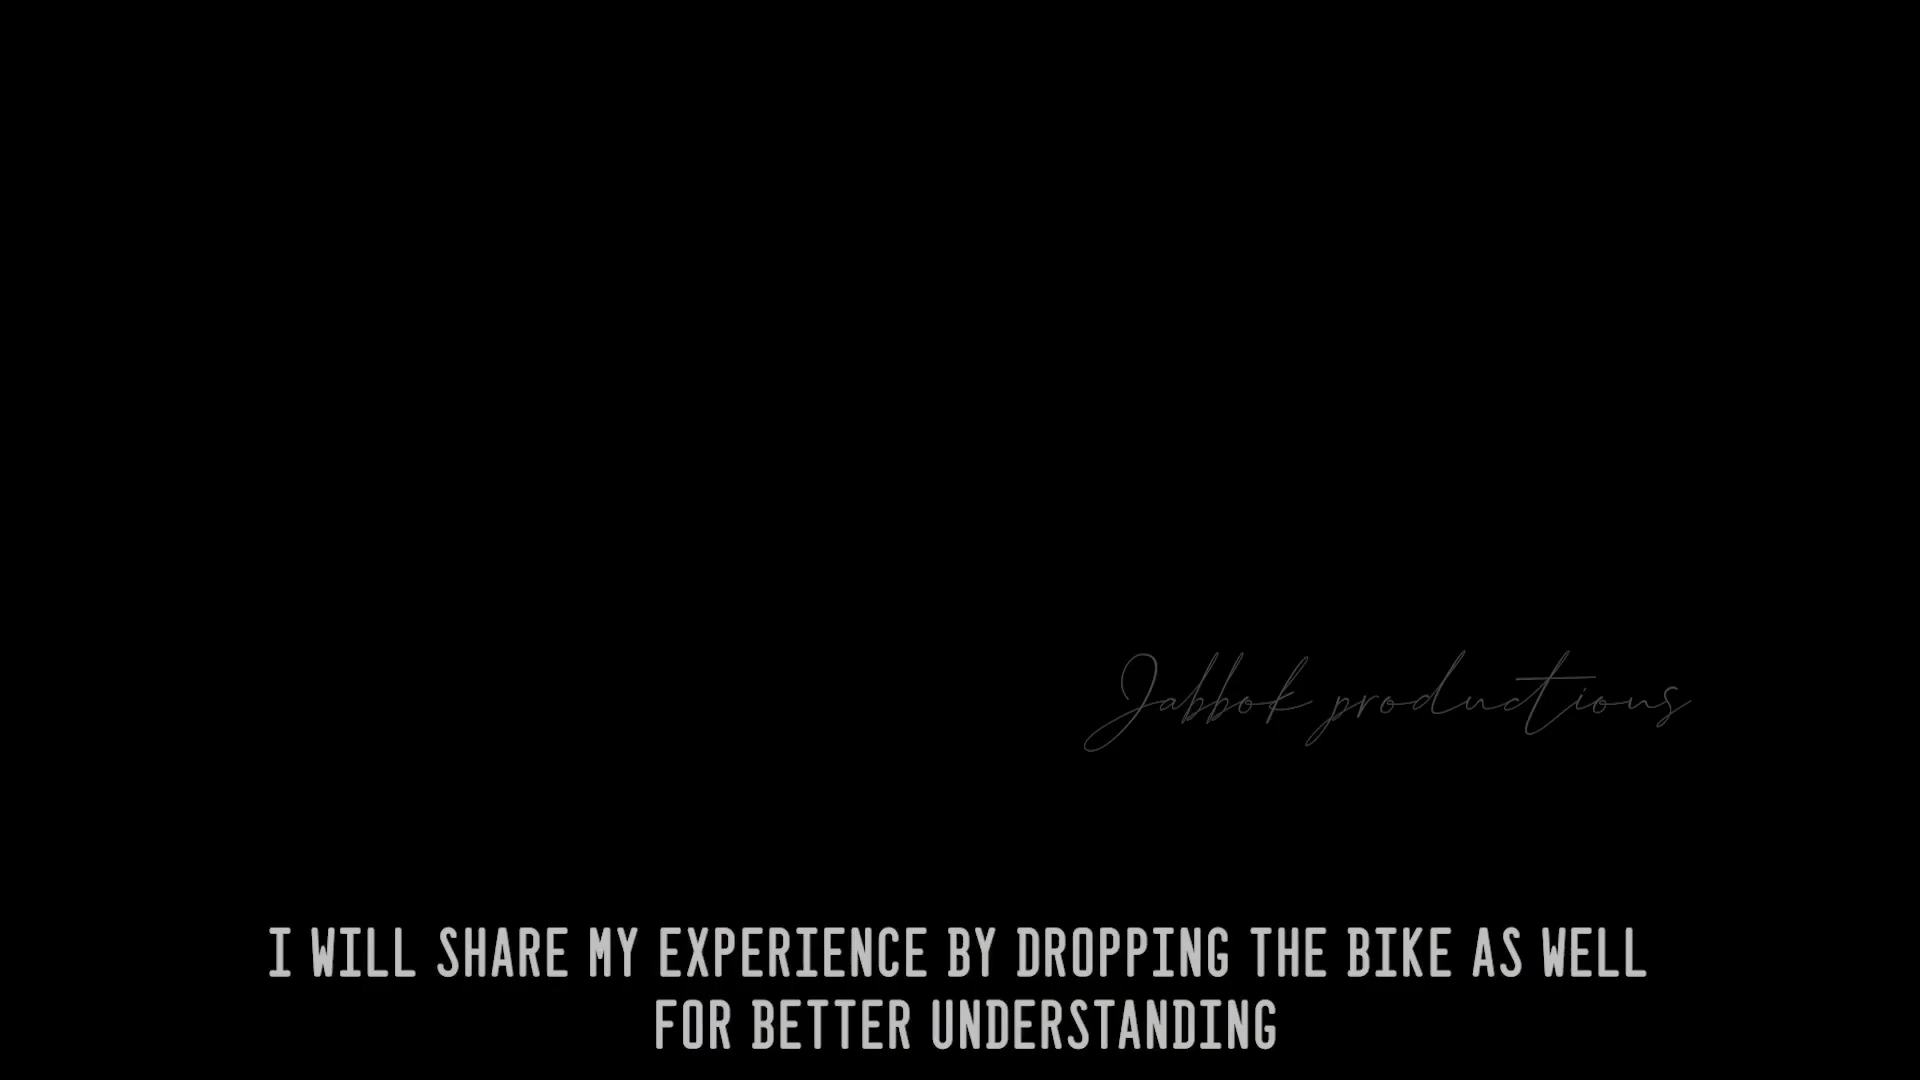 Jabbok productions
I WILL SHARE MY EXPERIENCE BY DROPPING THE BIKE AS WELL
FOR BETTER UNDERSTANDING